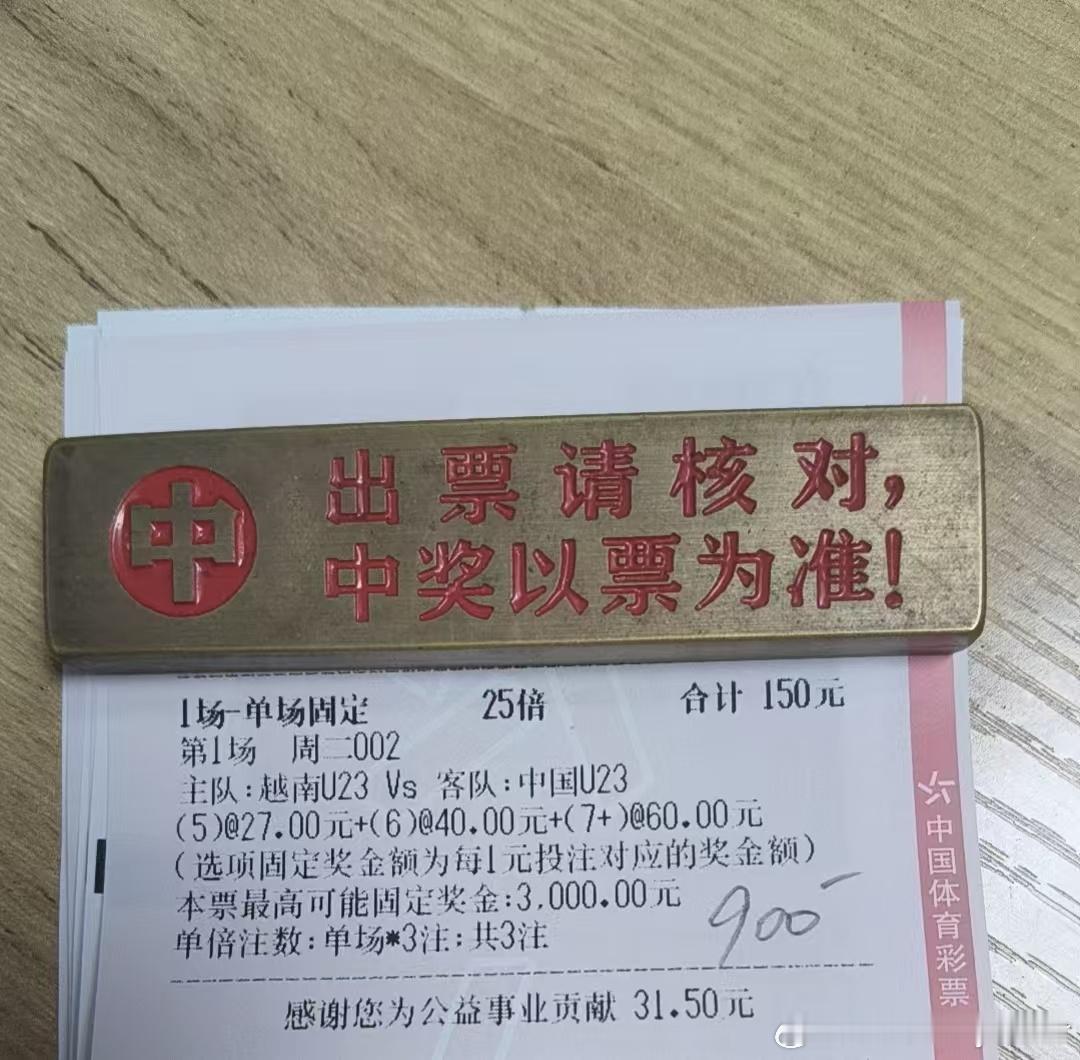 中
出票请核对，
中奖以票为准！
1场-单场固定 25倍 合计 150元
第1场 周二002
主队:越南U23 Vs 客队:中国U23
(5)@27.00元+(6)@40.00元+(7+)@60.00元
(选项固定奖金额为每1元投注对应的奖金额)
本票最高可能固定奖金:3,000.00元
900
单倍注数:单场*3注:共3注
感谢您为公益事业贡献 31.50元
中国体育彩票